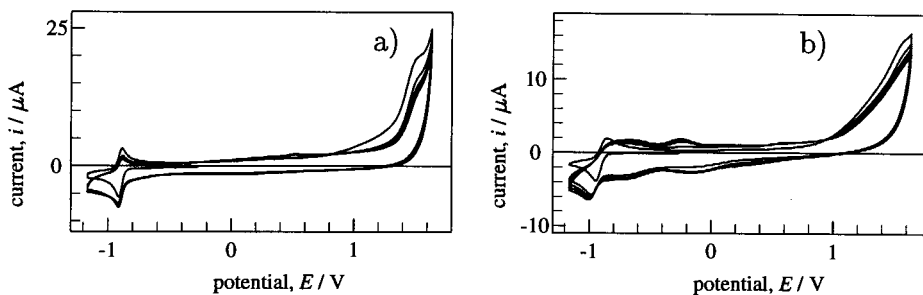 a)
25
0
current, i / μA
-1
0
1
potential, E / V
b)
10
0
-10
current, i / μA
-1
0
1
potential, E / V